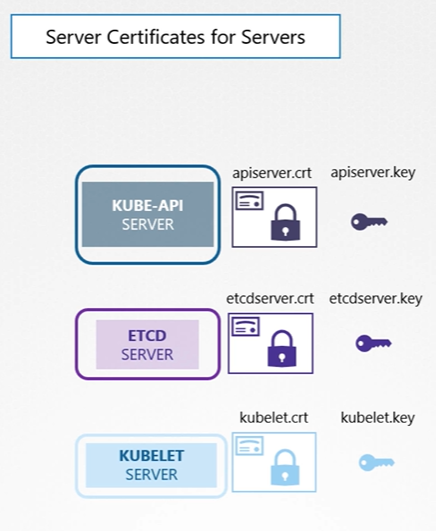 Server Certificates for Servers
apiserver.crt apiserver.key
KUBE-API
SERVER
etcdserver.crt etcdserver.key
ETCD
SERVER
kubelet.crt kubelet.key
KUBELET
SERVER